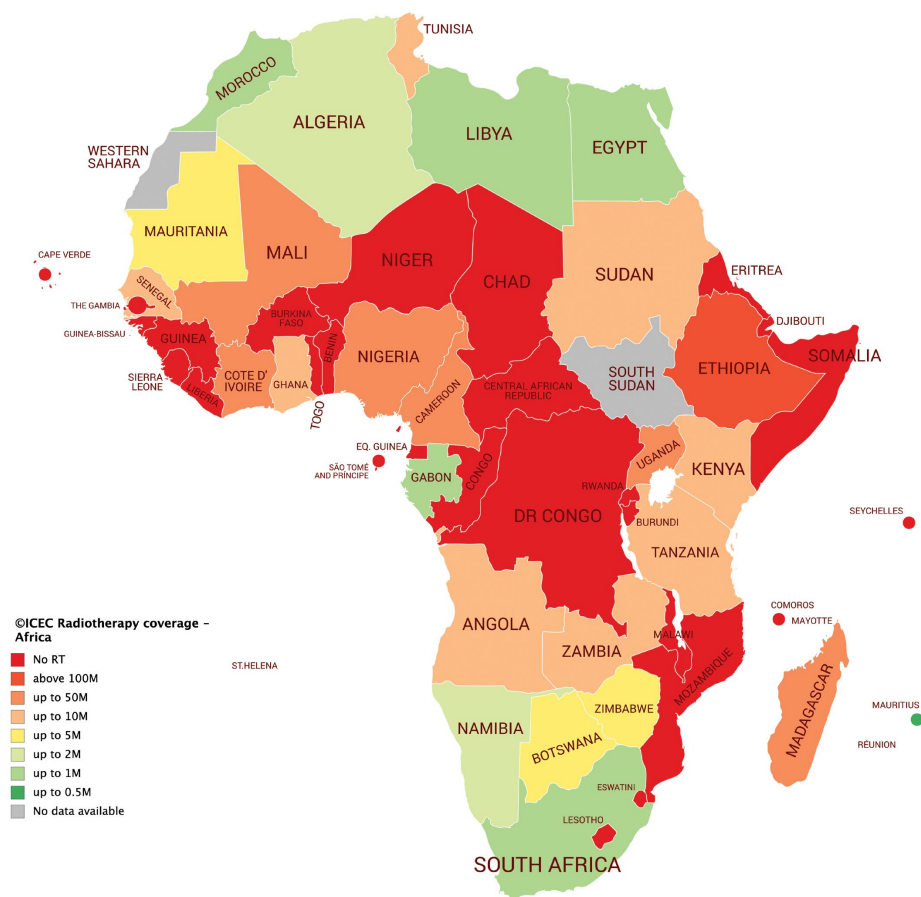 TUNISIA
MOROCCO
ALGERIA
LIBYA
EGYPT
WESTERN
SAHARA
MAURITANIA
MALI
NIGER
CHAD
SUDAN
ERITREA
CAPE VERDE
SENEGAL
THE GAMBIA
GUINEA-BISSAU
GUINEA
BURKINA
FASO
BENIN
NIGERIA
DJIBOUTI
SOMALIA
ETHIOPIA
SOUTH
SUDAN
SIERRA
LEONE
LIBERIA
COTE D'
IVOIRE
GHANA
TOGO
CAMEROON
CENTRAL AFRICAN
REPUBLIC
EQ. GUINEA
SÃO TOMÉ
AND PRÍNCIPE
GABON
CONGO
UGANDA
KENYA
RWANDA
DR CONGO
BURUNDI
TANZANIA
SEYCHELLES
COMOROS
MAYOTTE
ANGOLA
ZAMBIA
MALAWI
MOZAMBIQUE
ST.HELENA
ZIMBABWE
NAMIBIA
BOTSWANA
MADAGASCAR
MAURITIUS
RÉUNION
ESWATINI
LESOTHO
SOUTH AFRICA
©ICEC Radiotherapy coverage –
Africa
No RT
above 100M
up to 50M
up to 10M
up to 5M
up to 2M
up to 1M
up to 0.5M
No data available